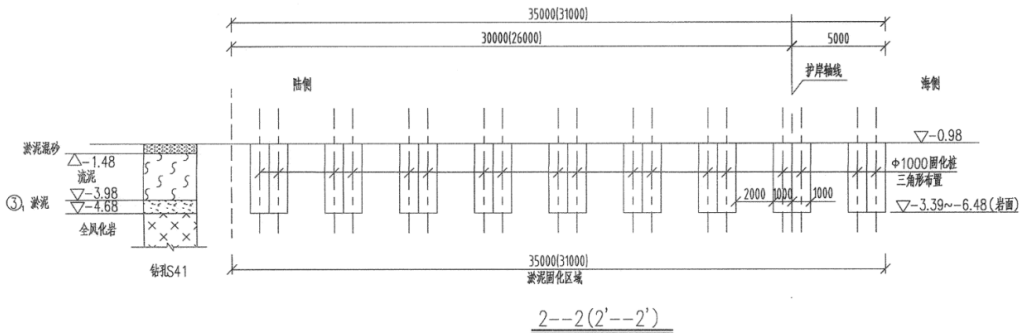 35000(31000)
30000(26000)
5000
护岸轴线
陆侧
海侧
淤泥混砂
-0.98
-1.48
流泥
Φ1000固化桩
三角形布置
-3.98
③₁ 淤泥
-4.68
2000 1000 1000
-3.39~-6.48(岩面)
全风化岩
钻孔S41
35000(31000)
淤泥固化区域
2--2(2'--2')